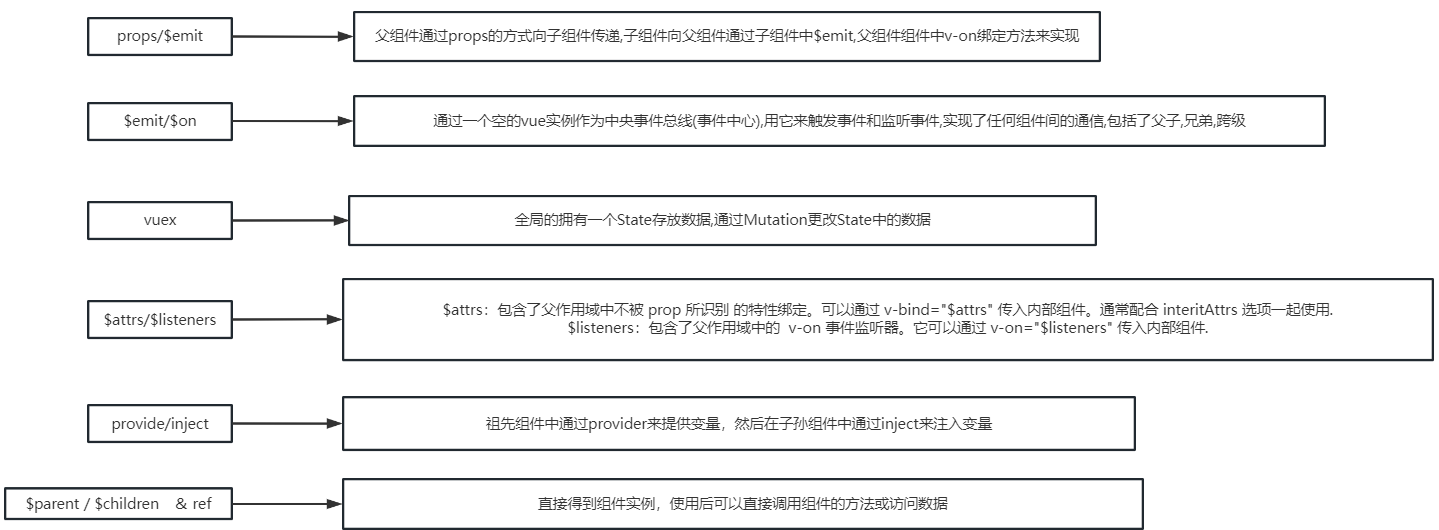 props/$emit
父组件通过props的方式向子组件传递,子组件向父组件通过子组件中$emit,父组件组件中v-on绑定方法来实现
$emit/$on
通过一个空的vue实例作为中央事件总线(事件中心),用它来触发事件和监听事件,实现了任何组件间的通信,包括了父子,兄弟,跨级
vuex
全局的拥有一个State存放数据,通过Mutation更改State中的数据
$attrs/$listeners
$attrs：包含了父作用域中不被 prop 所识别 的特性绑定。可以通过 v-bind="$attrs" 传入内部组件。通常配合 interitAttrs 选项一起使用.
$listeners：包含了父作用域中的 v-on 事件监听器。它可以通过 v-on="$listeners" 传入内部组件.
provide/inject
祖先组件中通过provider来提供变量，然后在子孙组件中通过inject来注入变量
$parent / $children & ref
直接得到组件实例，使用后可以直接调用组件的方法或访问数据